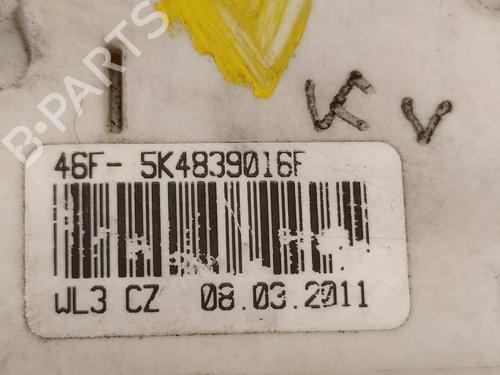 I K V
46F- 5K4839016F
WL3 CZ 08.03.2011
B-PARTS